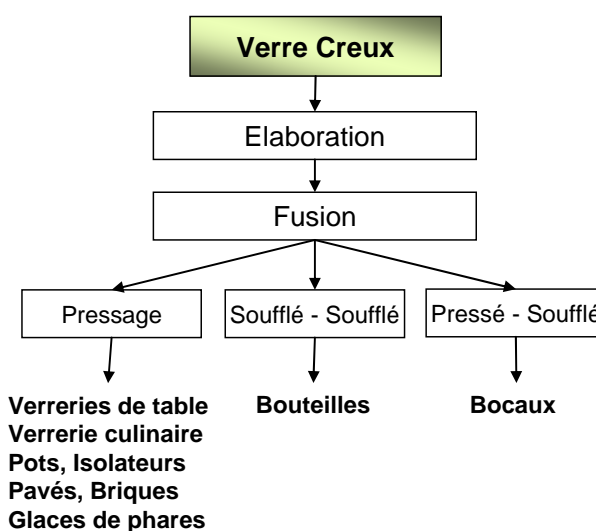 Verre Creux
Elaboration
Fusion
Pressage
Soufflé - Soufflé
Pressé - Soufflé
Verreries de table
Verrerie culinaire
Pots, Isolateurs
Pavés, Briques
Glaces de phares
Bouteilles
Bocaux